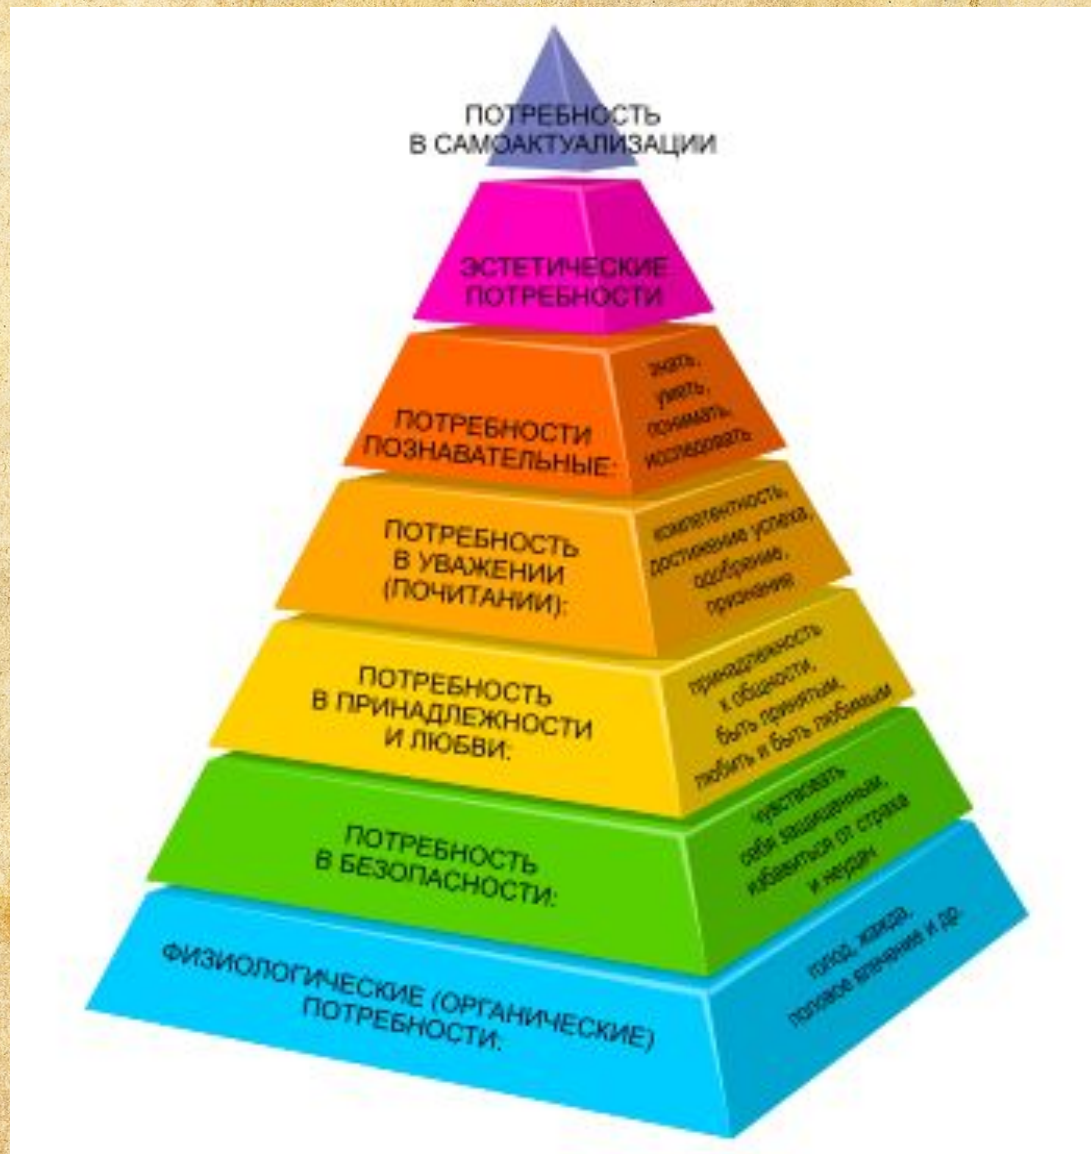 ПОТРЕБНОСТЬ
В САМОАКТУАЛИЗАЦИИ
ЭСТЕТИЧЕСКИЕ
ПОТРЕБНОСТИ
ПОТРЕБНОСТИ
ПОЗНАВАТЕЛЬНЫЕ:
знать,
уметь,
понимать,
исследовать
ПОТРЕБНОСТЬ
В УВАЖЕНИИ
(ПОЧИТАНИИ):
компетентность,
достижение успеха,
одобрение,
признание
ПОТРЕБНОСТЬ
В ПРИНАДЛЕЖНОСТИ
И ЛЮБВИ:
принадлежность
к общности,
быть принятым,
любить и быть любимым
ПОТРЕБНОСТЬ
В БЕЗОПАСНОСТИ:
чувствовать
себя защищенным,
избавиться от страха
и неудач
ФИЗИОЛОГИЧЕСКИЕ (ОРГАНИЧЕСКИЕ)
ПОТРЕБНОСТИ:
голод, жажда,
половое влечение и др.